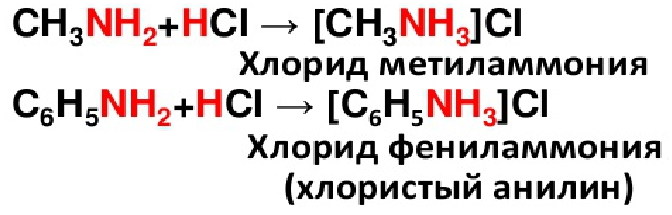 CH₃NH₂+HCl → [CH₃NH₃]Cl
Хлорид метиламмония
C₆H₅NH₂+HCl → [C₆H₅NH₃]Cl
Хлорид фениламмония
(хлористый анилин)